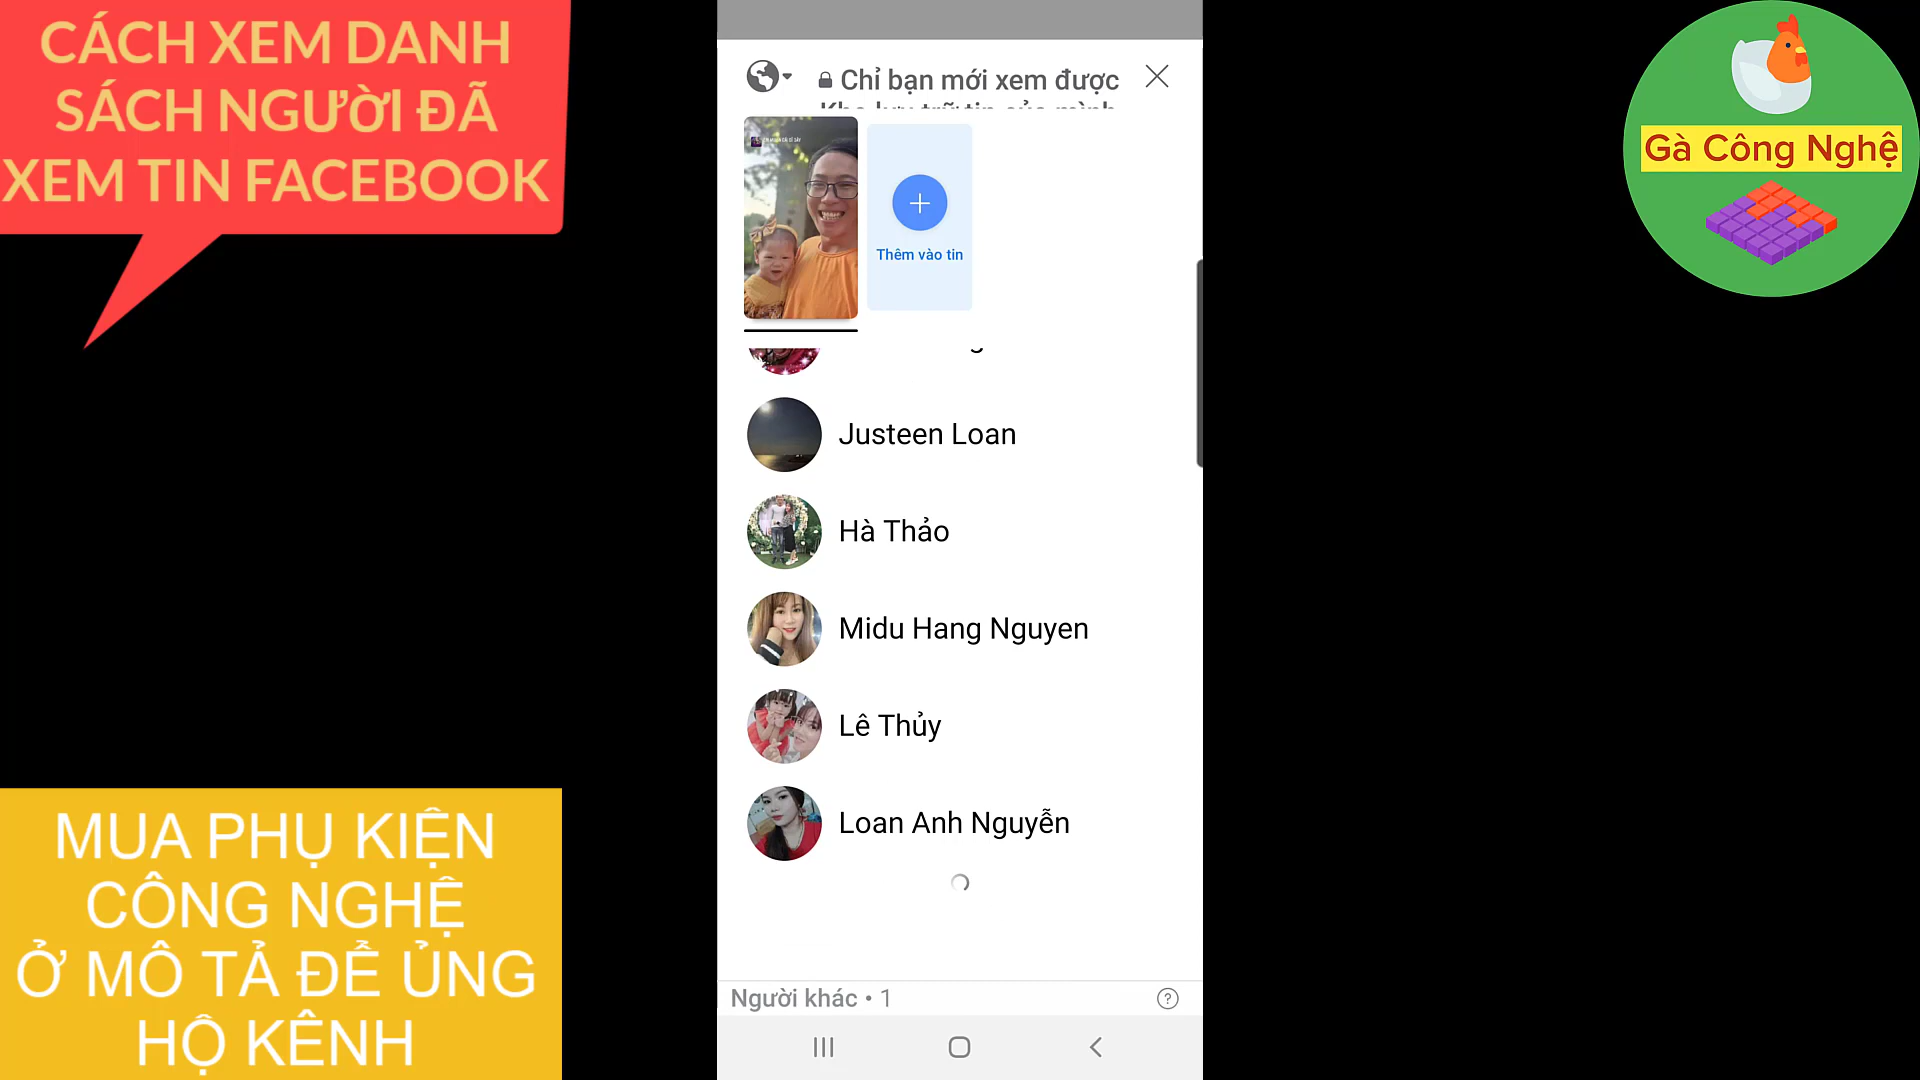 CÁCH XEM DANH
SÁCH NGƯỜI ĐÃ
XEM TIN FACEBOOK
Chỉ bạn mới xem được
Thêm vào tin
Justeen Loan
Hà Thảo
Midu Hang Nguyen
Lê Thủy
Loan Anh Nguyễn
Người khác • 1
Gà Công Nghệ
MUA PHỤ KIỆN
CÔNG NGHỆ
Ở MÔ TẢ ĐỂ ỦNG
HỘ KÊNH